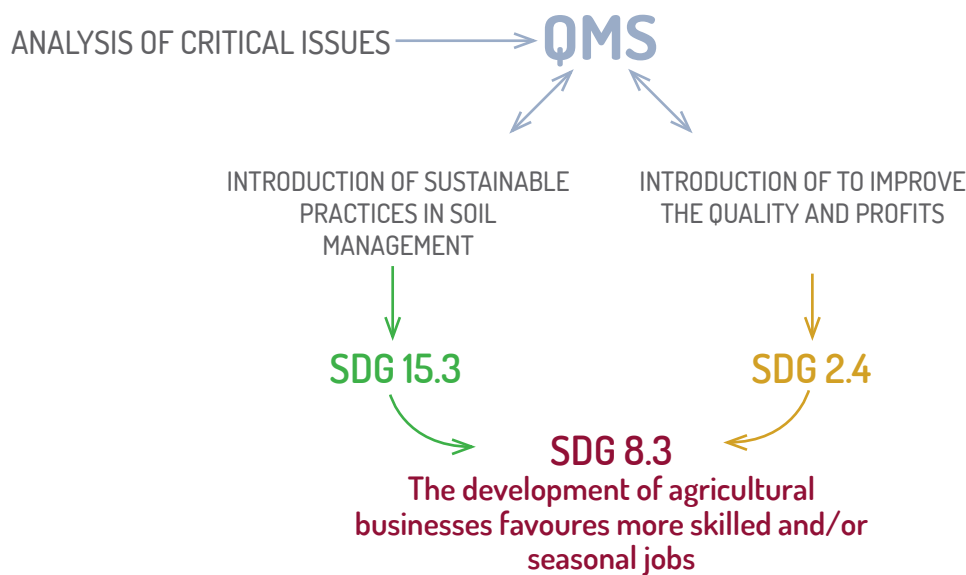 ANALYSIS OF CRITICAL ISSUES
QMS
INTRODUCTION OF SUSTAINABLE
PRACTICES IN SOIL
MANAGEMENT
INTRODUCTION OF TO IMPROVE
THE QUALITY AND PROFITS
SDG 15.3
SDG 2.4
SDG 8.3
The development of agricultural
businesses favoures more skilled and/or
seasonal jobs